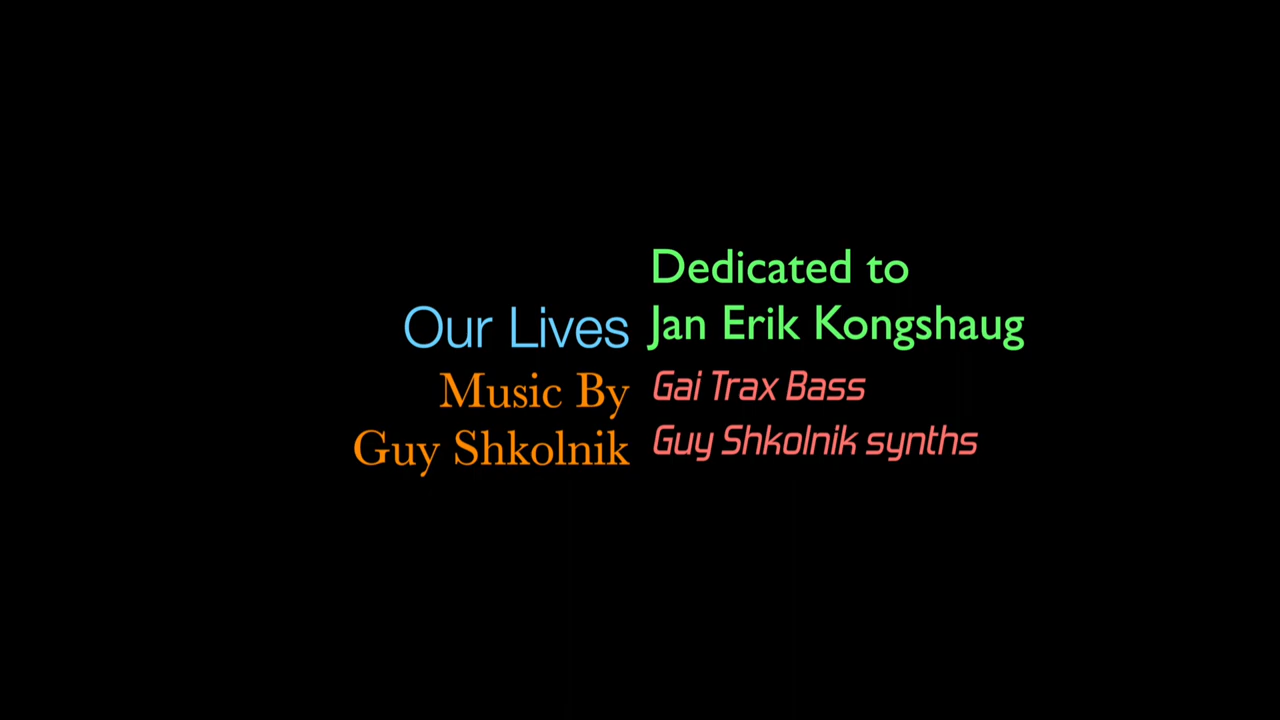 Our Lives
Music By
Guy Shkolnik
Dedicated to
Jan Erik Kongshaug
Gai Trax Bass
Guy Shkolnik synths